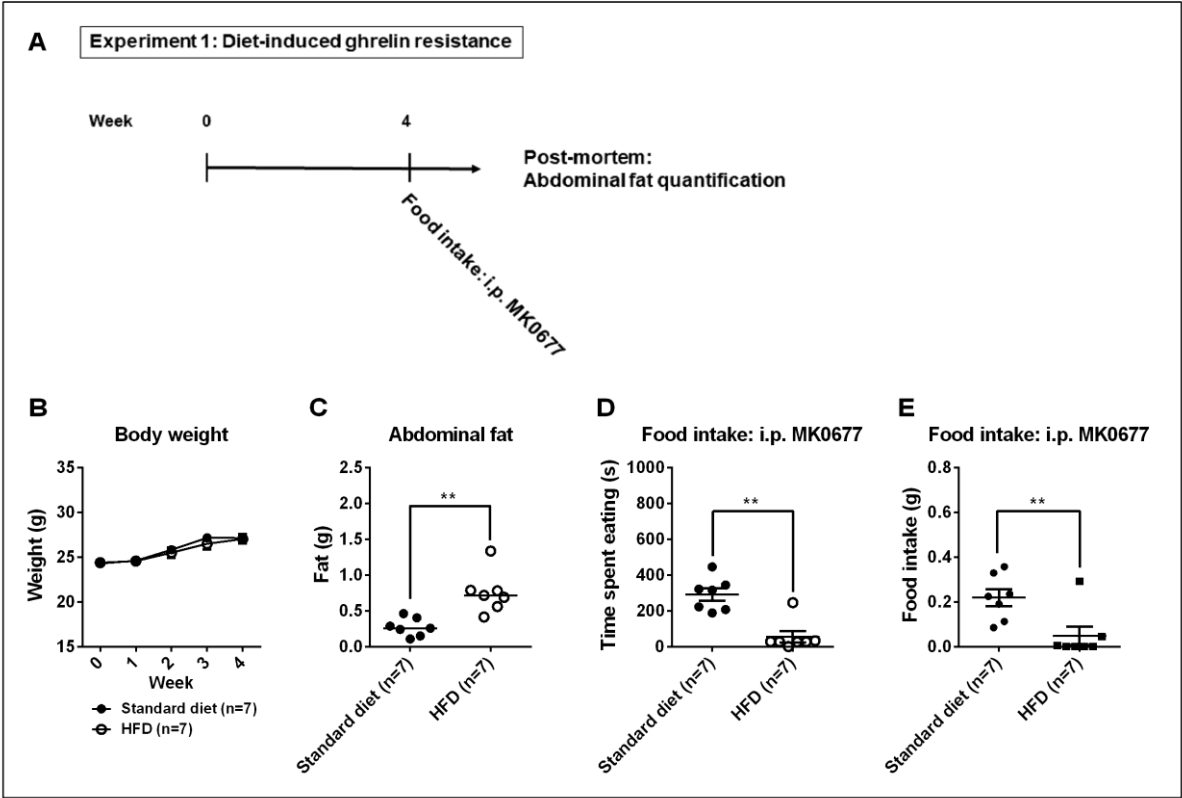 A
Experiment 1: Diet-induced ghrelin resistance
Week 0 4
Post-mortem:
Abdominal fat quantification
Food intake: i.p. MK0677
B
Body weight
Weight (g)
35
30
25
20
15
0 1 2 3 4
Week
Standard diet (n=7)
HFD (n=7)
C
Abdominal fat
Fat (g)
2.5
2.0
1.5
1.0
0.5
0.0
**
Standard diet (n=7)
HFD (n=7)
D
Food intake: i.p. MK0677
Time spent eating (s)
1000
800
600
400
200
0
**
Standard diet (n=7)
HFD (n=7)
E
Food intake: i.p. MK0677
Food intake (g)
0.8
0.6
0.4
0.2
0.0
**
Standard diet (n=7)
HFD (n=7)